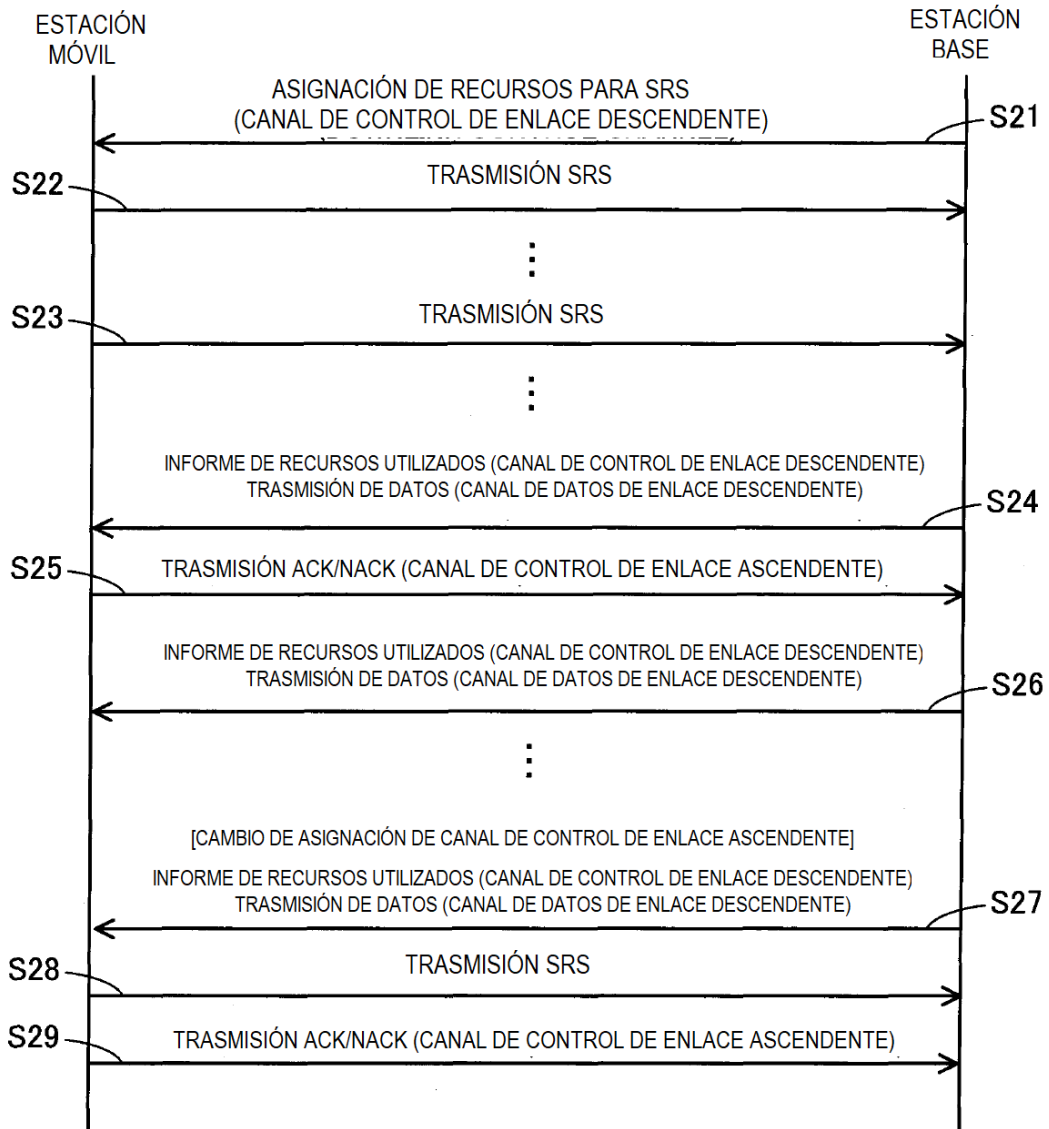 ESTACIÓN
MÓVIL
ESTACIÓN
BASE
ASIGNACIÓN DE RECURSOS PARA SRS
(CANAL DE CONTROL DE ENLACE DESCENDENTE)
S21
TRASMISIÓN SRS
S22
TRASMISIÓN SRS
S23
INFORME DE RECURSOS UTILIZADOS (CANAL DE CONTROL DE ENLACE DESCENDENTE)
TRASMISIÓN DE DATOS (CANAL DE DATOS DE ENLACE DESCENDENTE)
S24
S25
TRASMISIÓN ACK/NACK (CANAL DE CONTROL DE ENLACE ASCENDENTE)
INFORME DE RECURSOS UTILIZADOS (CANAL DE CONTROL DE ENLACE DESCENDENTE)
TRASMISIÓN DE DATOS (CANAL DE DATOS DE ENLACE DESCENDENTE)
S26
[CAMBIO DE ASIGNACIÓN DE CANAL DE CONTROL DE ENLACE ASCENDENTE]
INFORME DE RECURSOS UTILIZADOS (CANAL DE CONTROL DE ENLACE DESCENDENTE)
TRASMISIÓN DE DATOS (CANAL DE DATOS DE ENLACE DESCENDENTE)
S27
S28
TRASMISIÓN SRS
S29
TRASMISIÓN ACK/NACK (CANAL DE CONTROL DE ENLACE ASCENDENTE)